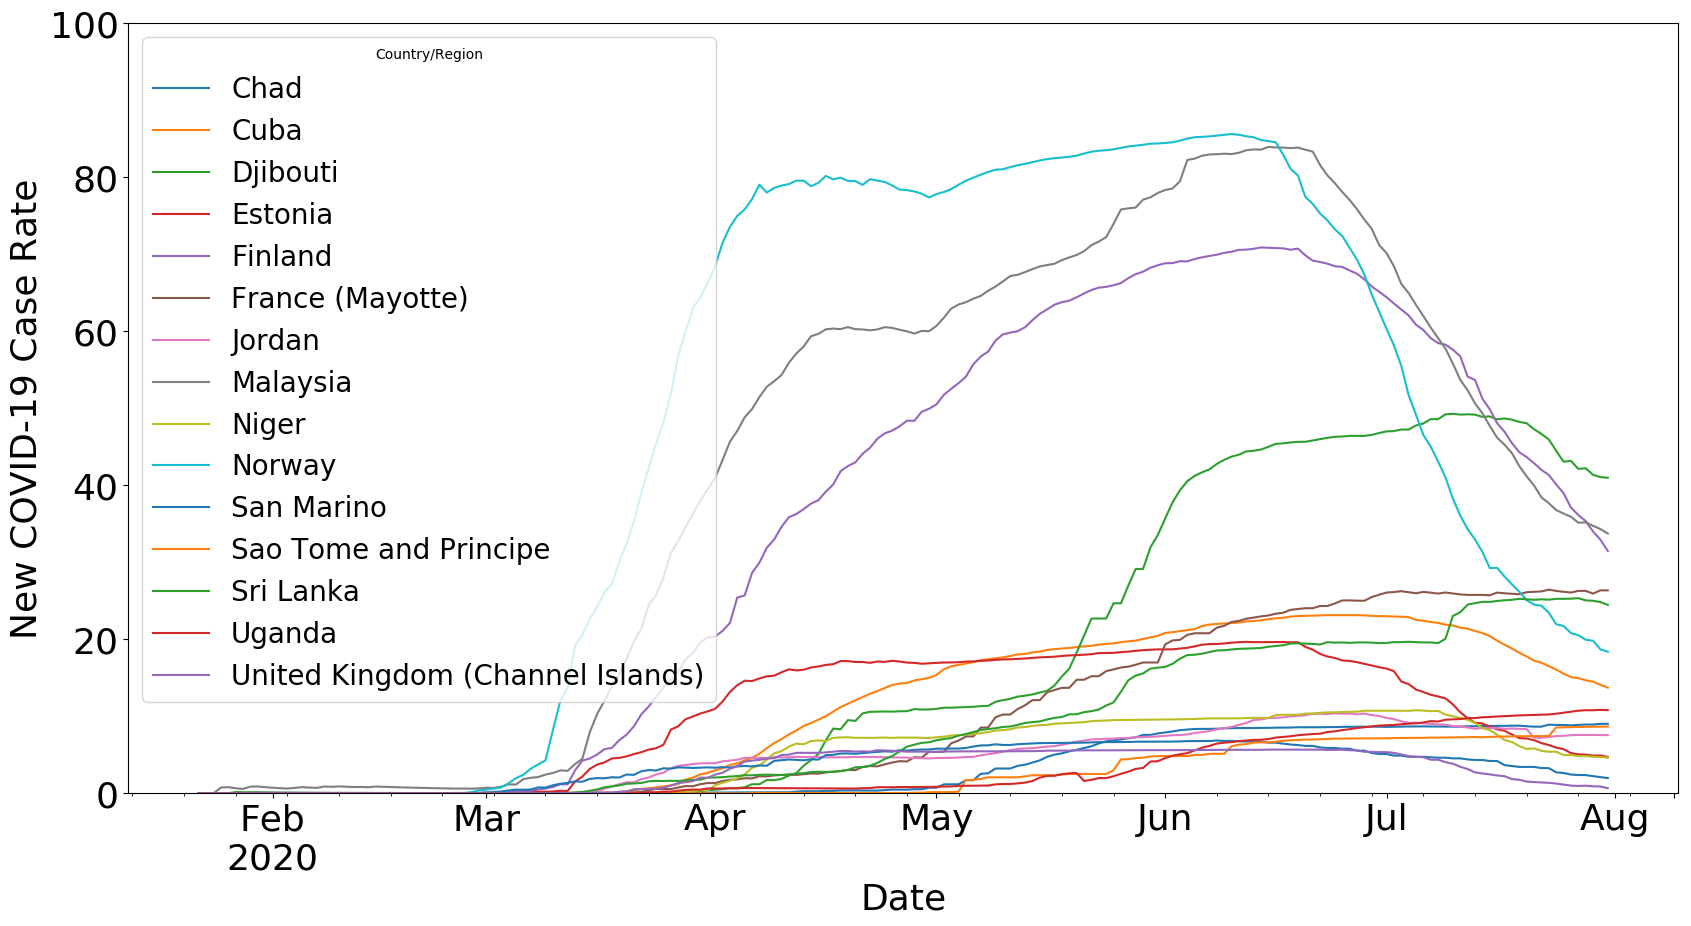 New COVID-19 Case Rate
100
80
60
40
20
0
Country/Region
Chad
Cuba
Djibouti
Estonia
Finland
France (Mayotte)
Jordan
Malaysia
Niger
Norway
San Marino
Sao Tome and Principe
Sri Lanka
Uganda
United Kingdom (Channel Islands)
Feb Mar Apr May Jun Jul Aug
2020
Date